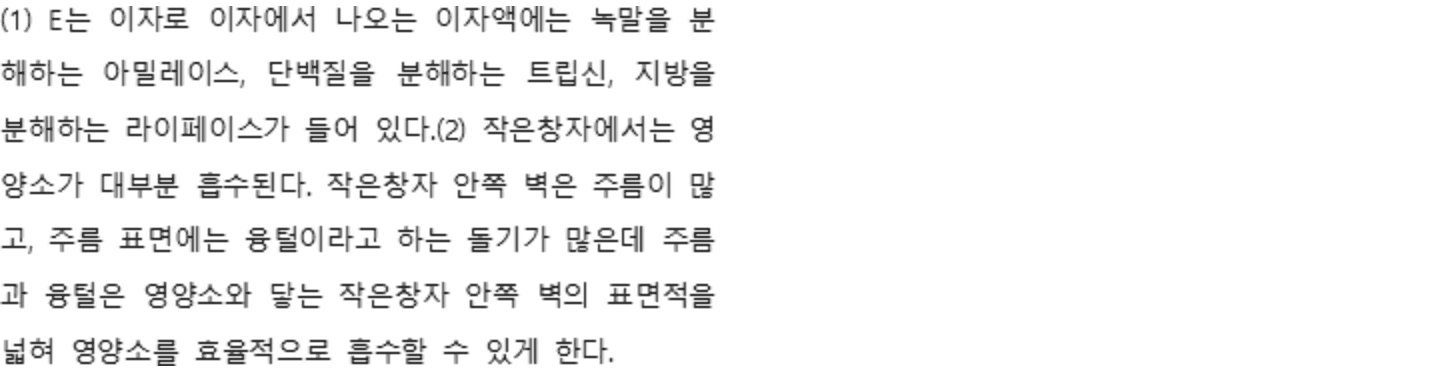 (1) E는 이자로 이자에서 나오는 이자액에는 녹말을 분
해하는 아밀레이스, 단백질을 분해하는 트립신, 지방을
분해하는 라이페이스가 들어 있다.(2) 작은창자에서는 영
양소가 대부분 흡수된다. 작은창자 안쪽 벽은 주름이 많
고, 주름 표면에는 융털이라고 하는 돌기가 많은데 주름
과 융털은 영양소와 닿는 작은창자 안쪽 벽의 표면적을
넓혀 영양소를 효율적으로 흡수할 수 있게 한다.